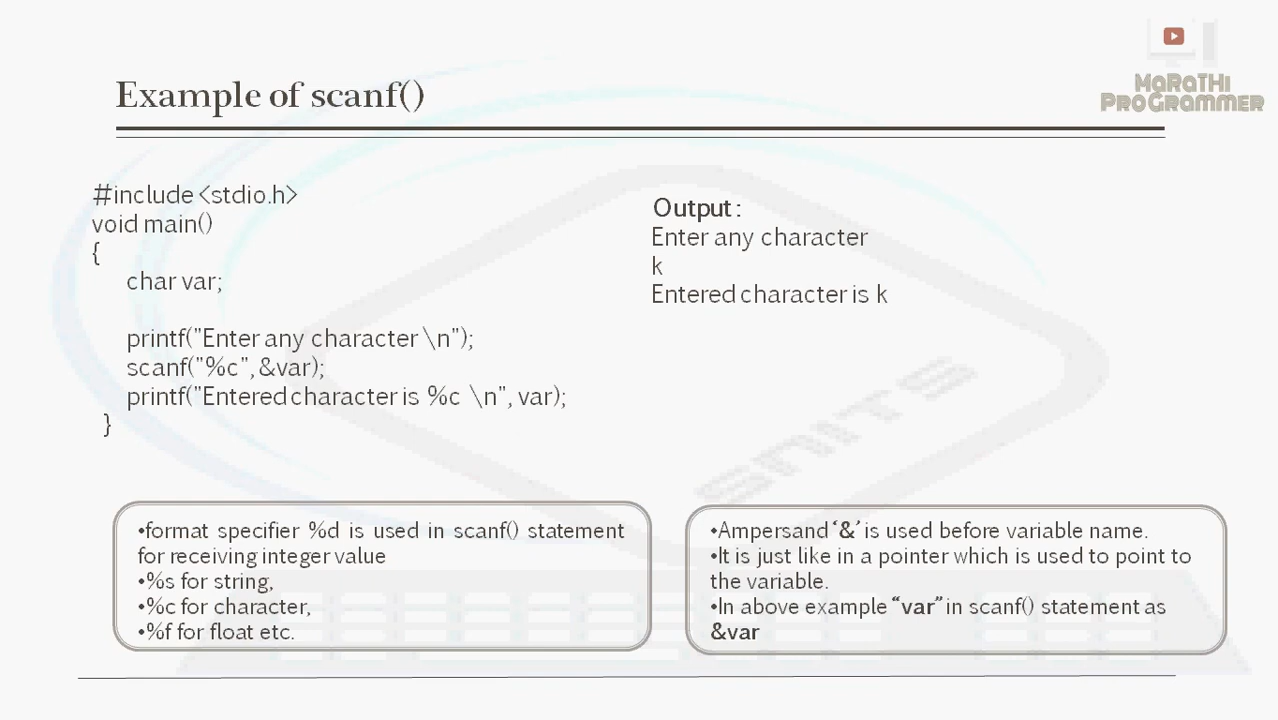 MaRaTHi
ProGrammer
Example of scanf()
#include <stdio.h>
void main()
{
char var;
printf("Enter any character \n");
scanf("%c", &var);
printf("Entered character is %c \n", var);
}
Output :
Enter any character
k
Entered character is k
SNITS
•format specifier %d is used in scanf() statement
for receiving integer value
•%s for string,
•%c for character,
•%f for float etc.
•Ampersand ‘&’ is used before variable name.
•It is just like in a pointer which is used to point to
the variable.
•In above example “var” in scanf() statement as
&var